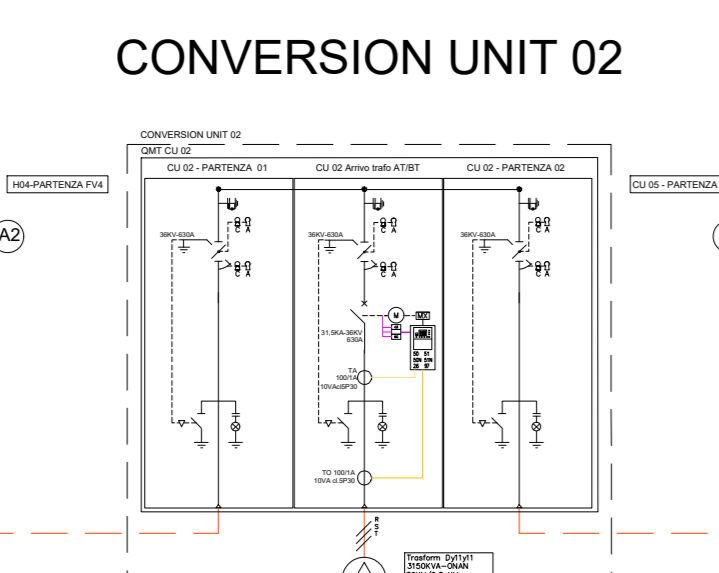 CONVERSION UNIT 02
CONVERSION UNIT 02
QMT CU 02
CU 02 - PARTENZA 01
CU 02 Arrivo trafo AT/BT
CU 02 - PARTENZA 02
H04-PARTENZA FV4
CU 05 - PARTENZA
A2
36KV-630A
36KV-630A
36KV-630A
C A
C A
C A
C A
C A
C A
M
MX
31,5KA-36KV
630A
50 51
50N 51N
26 97
TA
100/1A
10VAcl5P30
TO 100/1A
10VA cl.5P30
R
S
T
Trasform Dy11y11
3150KVA-ONAN